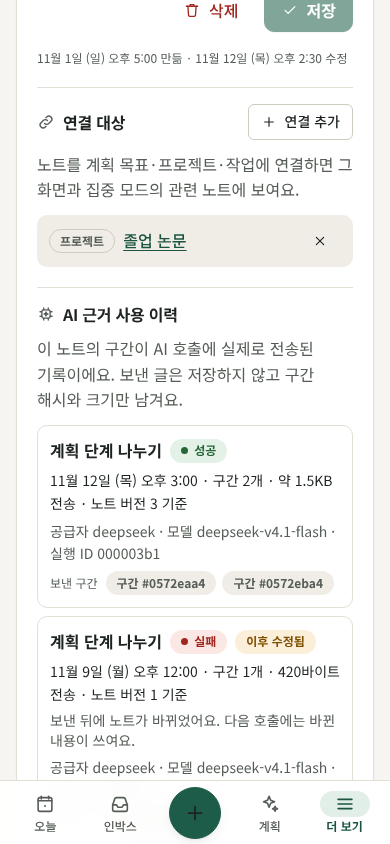 삭제 저장
11월 1일 (일) 오후 5:00 만듦 · 11월 12일 (목) 오후 2:30 수정
연결 대상 연결 추가
노트를 계획 목표·프로젝트·작업에 연결하면 그
화면과 집중 모드의 관련 노트에 보여요.
프로젝트 졸업 논문
AI 근거 사용 이력
이 노트의 구간이 AI 호출에 실제로 전송된
기록이에요. 보낸 글은 저장하지 않고 구간
해시와 크기만 남겨요.
계획 단계 나누기 성공
11월 12일 (목) 오후 3:00 · 구간 2개 · 약 1.5KB
전송 · 노트 버전 3 기준
공급자 deepseek · 모델 deepseek-v4.1-flash ·
실행 ID 000003b1
보낸 구간 구간 #0572eaa4 구간 #0572eba4
계획 단계 나누기 실패 이후 수정됨
11월 9일 (월) 오후 12:00 · 구간 1개 · 420바이트
전송 · 노트 버전 1 기준
보낸 뒤에 노트가 바뀌었어요. 다음 호출에는 바뀐
내용이 쓰여요.
공급자 deepseek · 모델 deepseek-v4.1-flash ·
오늘 인박스 계획 더 보기